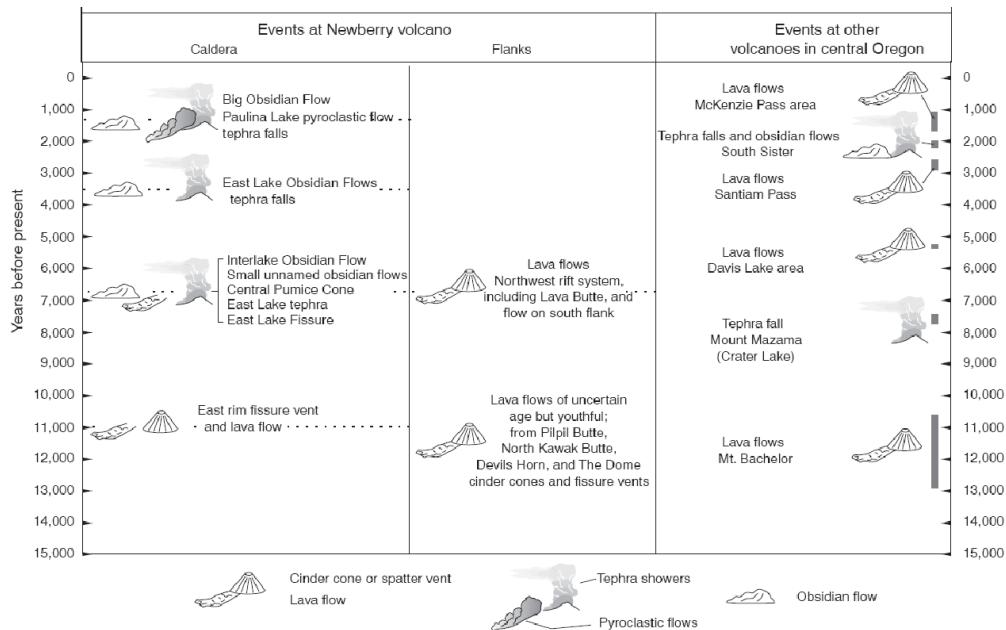 Events at Newberry volcano
Caldera
Flanks
Events at other
volcanoes in central Oregon
Years before present
0
1,000
2,000
3,000
4,000
5,000
6,000
7,000
8,000
9,000
10,000
11,000
12,000
13,000
14,000
15,000
Big Obsidian Flow
Paulina Lake pyroclastic flow
tephra falls
East Lake Obsidian Flows
tephra falls
Interlake Obsidian Flow
Small unnamed obsidian flows
Central Pumice Cone
East Lake tephra
East Lake Fissure
East rim fissure vent
and lava flow
Lava flows
Northwest rift system,
including Lava Butte, and
flow on south flank
Lava flows of uncertain
age but youthful;
from Pilpil Butte,
North Kawak Butte,
Devils Horn, and The Dome
cinder cones and fissure vents
Lava flows
McKenzie Pass area
Tephra falls and obsidian flows
South Sister
Lava flows
Santiam Pass
Lava flows
Davis Lake area
Tephra fall
Mount Mazama
(Crater Lake)
Lava flows
Mt. Bachelor
0
1,000
2,000
3,000
4,000
5,000
6,000
7,000
8,000
9,000
10,000
11,000
12,000
13,000
14,000
15,000
Cinder cone or spatter vent
Lava flow
Tephra showers
Pyroclastic flows
Obsidian flow